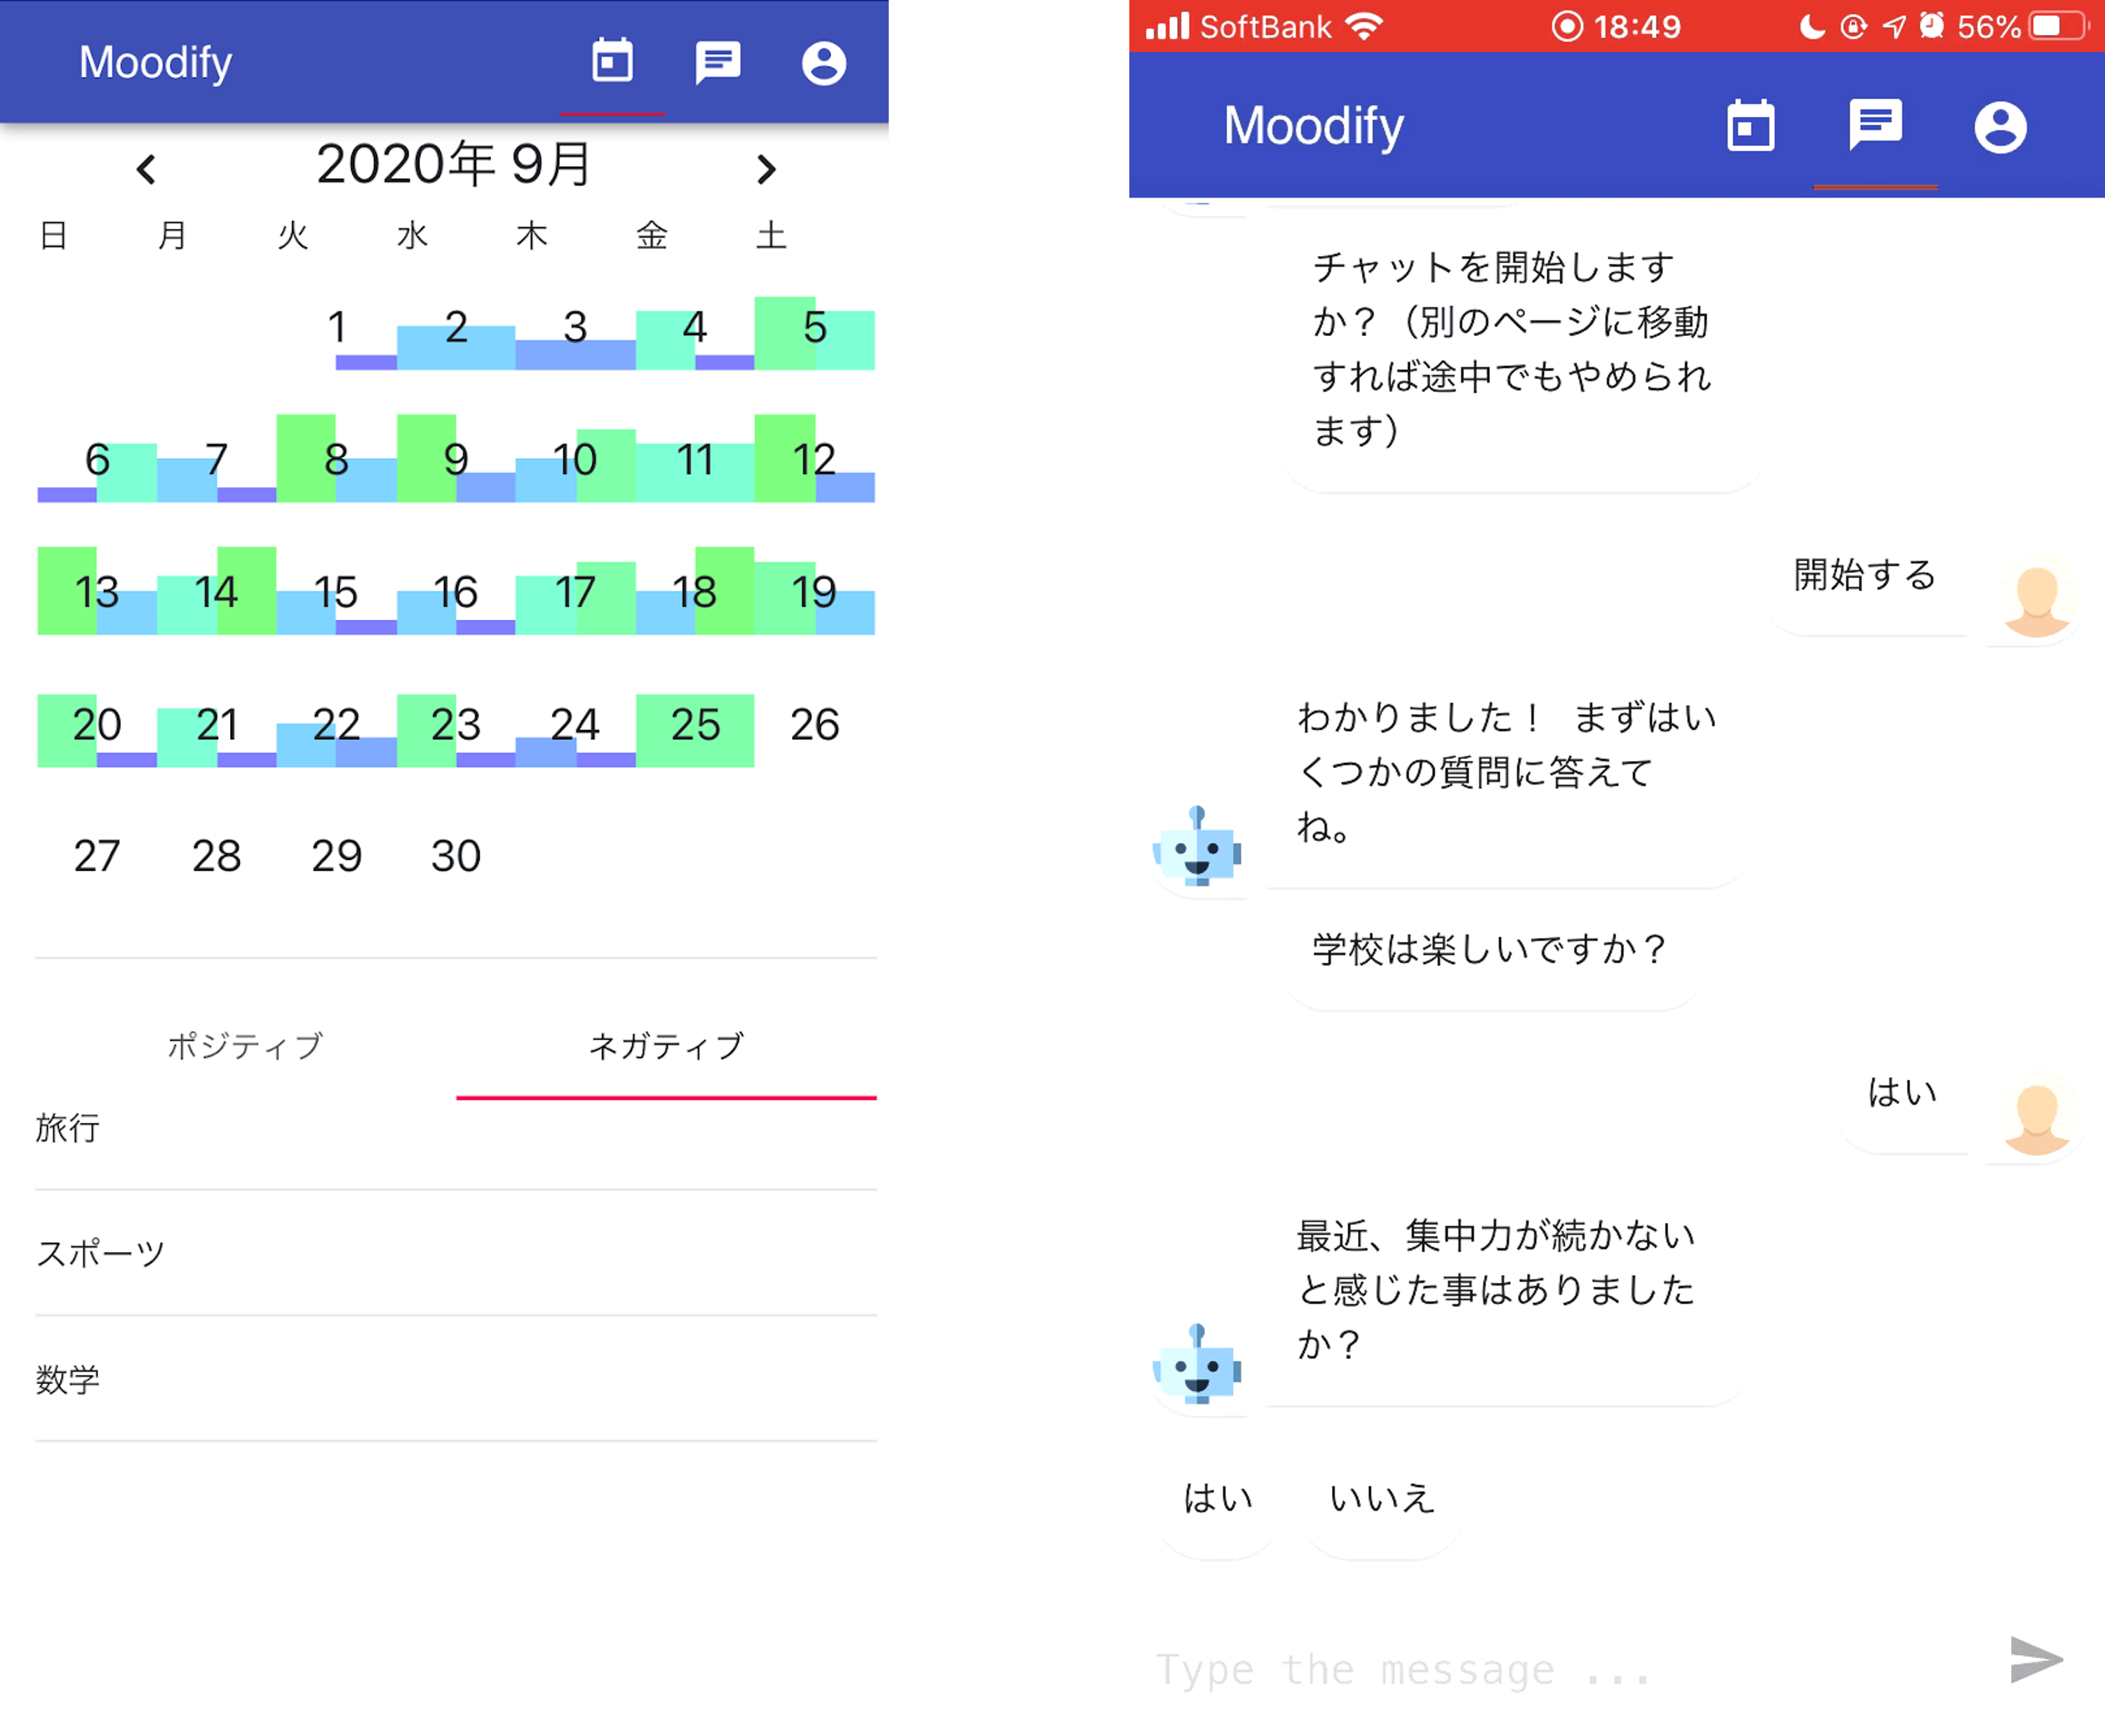 Moodify
2020年 9月
日 月 火 水 木 金 土
1 2 3 4 5
6 7 8 9 10 11 12
13 14 15 16 17 18 19
20 21 22 23 24 25 26
27 28 29 30
ポジティブ ネガティブ
旅行
スポーツ
数学
SoftBank 18:49 56%
Moodify
チャットを開始します
か？（別のページに移動
すれば途中でもやめられ
ます）
開始する
わかりました！ まずはい
くつかの質問に答えて
ね。
学校は楽しいですか？
はい
最近、集中力が続かない
と感じた事はありました
か？
はい いいえ
Type the message ...